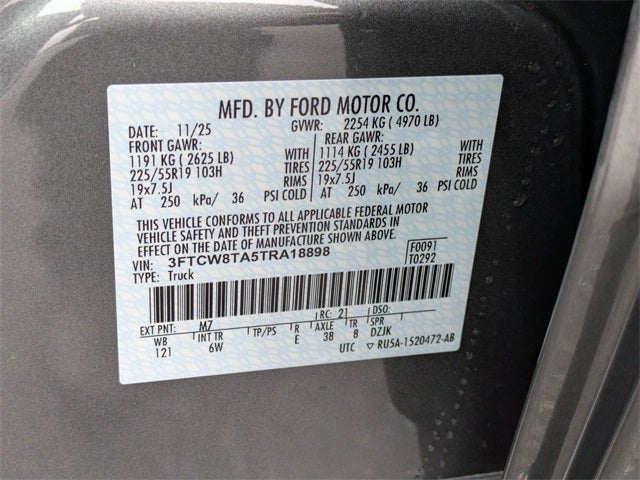 MFD. BY FORD MOTOR CO.
DATE: 11/25 GVWR: 2254 KG ( 4970 LB)
FRONT GAWR: REAR GAWR:
1191 KG ( 2625 LB) WITH 1114 KG ( 2455 LB) WITH
225/55R19 103H TIRES 225/55R19 103H TIRES
19x7.5J RIMS 19x7.5J RIMS
AT 250 kPa/ 36 PSI COLD AT 250 kPa/ 36 PSI COLD
THIS VEHICLE CONFORMS TO ALL APPLICABLE FEDERAL MOTOR
VEHICLE SAFETY AND THEFT PREVENTION STANDARDS IN
EFFECT ON THE DATE OF MANUFACTURE SHOWN ABOVE.
VIN: 3FTCW8TA5TRA18898 F0091
TYPE: Truck T0292
EXT PNT: M7 RC: 21 DSO:
WB INT TR TP/PS R AXLE TR SPR
121 6W E 38 8 DZJK
UTC ▽ RU5A-1520472-AB